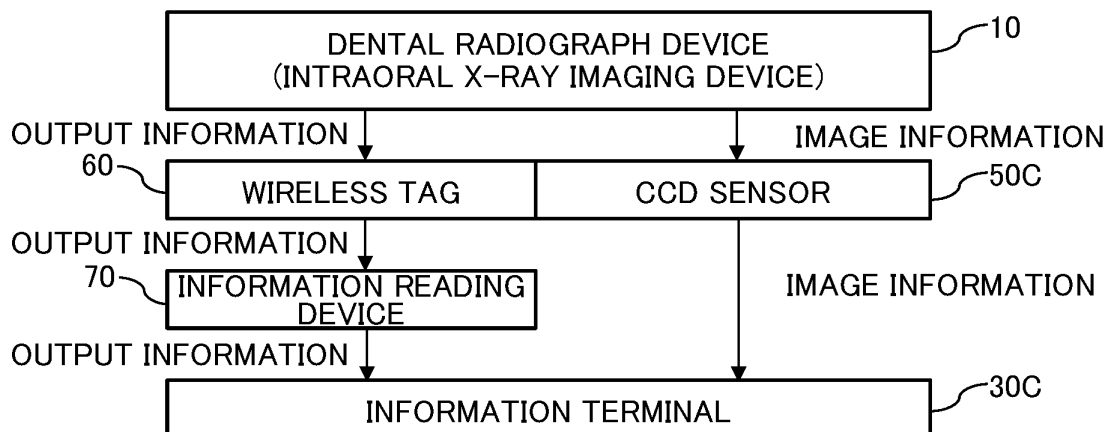 10
DENTAL RADIOGRAPH DEVICE
(INTRAORAL X-RAY IMAGING DEVICE)
OUTPUT INFORMATION
IMAGE INFORMATION
60
WIRELESS TAG
CCD SENSOR
50C
OUTPUT INFORMATION
70
INFORMATION READING
DEVICE
IMAGE INFORMATION
OUTPUT INFORMATION
INFORMATION TERMINAL
30C